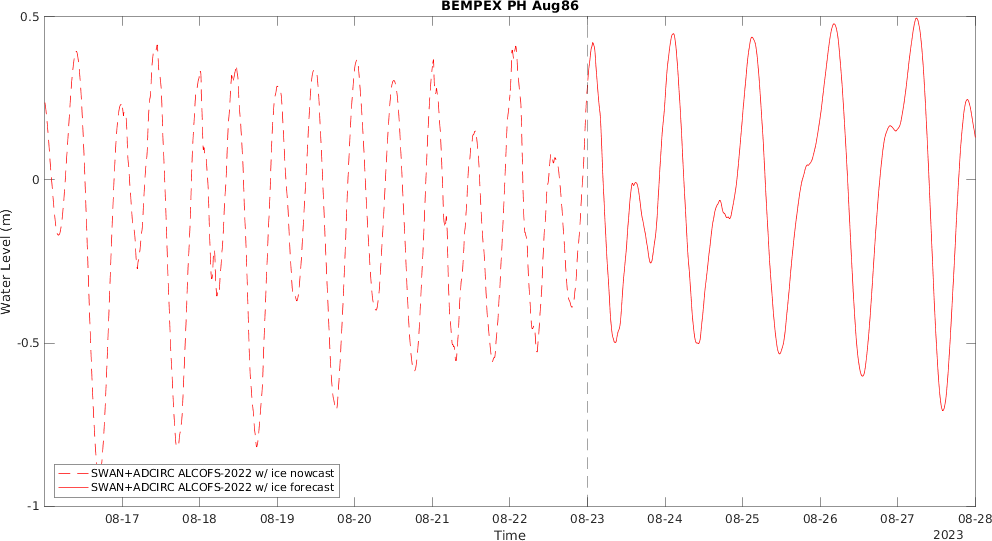 BEMPEX PH Aug86
0.5
0
-0.5
-1
Water Level (m)
SWAN+ADCIRC ALCOFS-2022 w/ ice nowcast
SWAN+ADCIRC ALCOFS-2022 w/ ice forecast
08-17 08-18 08-19 08-20 08-21 08-22 08-23 08-24 08-25 08-26 08-27 08-28
Time
2023